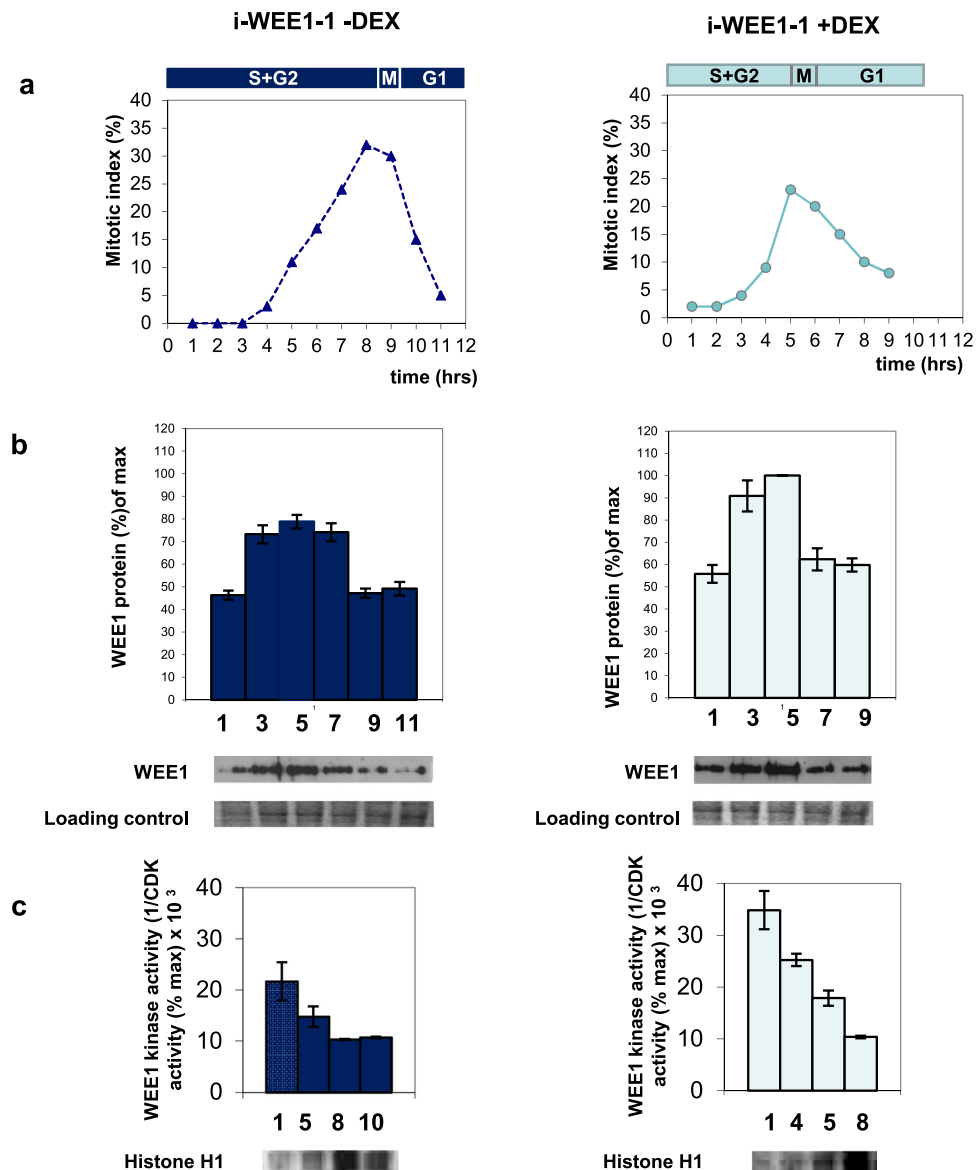 i-WEE1-1 -DEX
i-WEE1-1 +DEX
a
S+G2 M G1
S+G2 M G1
Mitotic index (%)
40
35
30
25
20
15
10
5
0
0 1 2 3 4 5 6 7 8 9 10 11 12
time (hrs)
Mitotic index (%)
40
35
30
25
20
15
10
5
0
0 1 2 3 4 5 6 7 8 9 10 11 12
time (hrs)
b
WEE1 protein (%)of max
120
110
100
90
80
70
60
50
40
30
20
10
0
1 3 5 1 7 9 11
WEE1
Loading control
WEE1 protein (%)of max
120
110
100
90
80
70
60
50
40
30
20
10
0
1 3 1 5 7 9
WEE1
Loading control
c
WEE1 kinase activity (1/CDK
activity (% max) x 10 3
40
30
20
10
0
1 5 8 10
Histone H1
WEE1 kinase activity (1/CDK
activity (% max) x 10 3
40
30
20
10
0
1 4 5 8
Histone H1